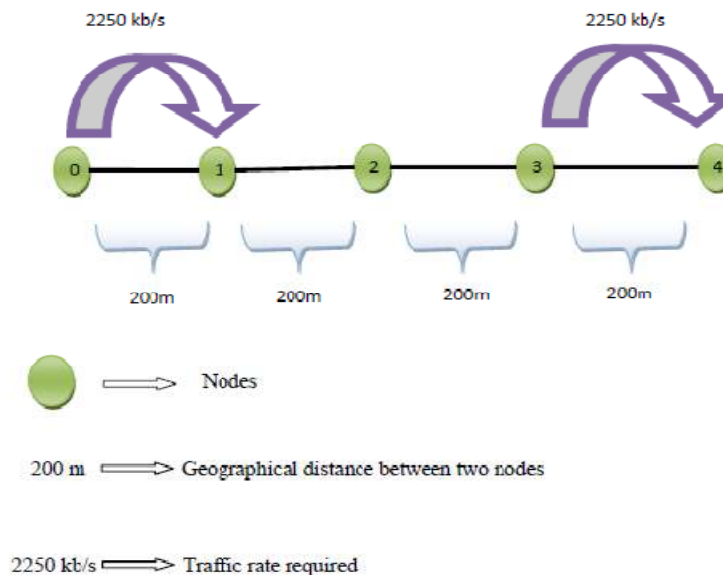 2250 kb/s 2250 kb/s
0 1 2 3 4
200m 200m 200m 200m
Nodes
200 m Geographical distance between two nodes
2250 kb/s Traffic rate required